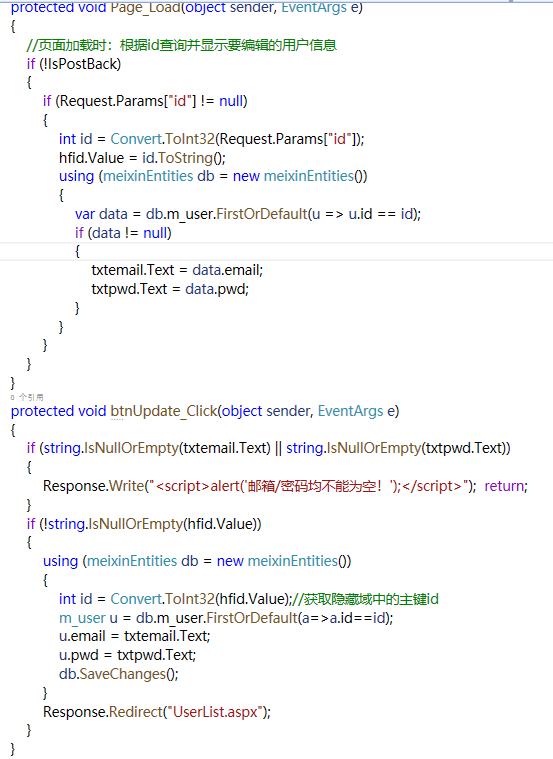 protected void Page_Load(object sender, EventArgs e)
{
//页面加载时：根据id查询并显示要编辑的用户信息
if (!IsPostBack)
{
if (Request.Params["id"] != null)
{
int id = Convert.ToInt32(Request.Params["id"]);
hfid.Value = id.ToString();
using (meixinEntities db = new meixinEntities())
{
var data = db.m_user.FirstOrDefault(u => u.id == id);
if (data != null)
{
txtemail.Text = data.email;
txtpwd.Text = data.pwd;
}
}
}
}
}
0 个引用
protected void btnUpdate_Click(object sender, EventArgs e)
{
if (string.IsNullOrEmpty(txtemail.Text) || string.IsNullOrEmpty(txtpwd.Text))
{
Response.Write("<script>alert('邮箱/密码均不能为空！');</script>");  return;
}
if (!string.IsNullOrEmpty(hfid.Value))
{
using (meixinEntities db = new meixinEntities())
{
int id = Convert.ToInt32(hfid.Value);//获取隐藏域中的主键id
m_user u = db.m_user.FirstOrDefault(a=>a.id==id);
u.email = txtemail.Text;
u.pwd = txtpwd.Text;
db.SaveChanges();
}
Response.Redirect("UserList.aspx");
}
}